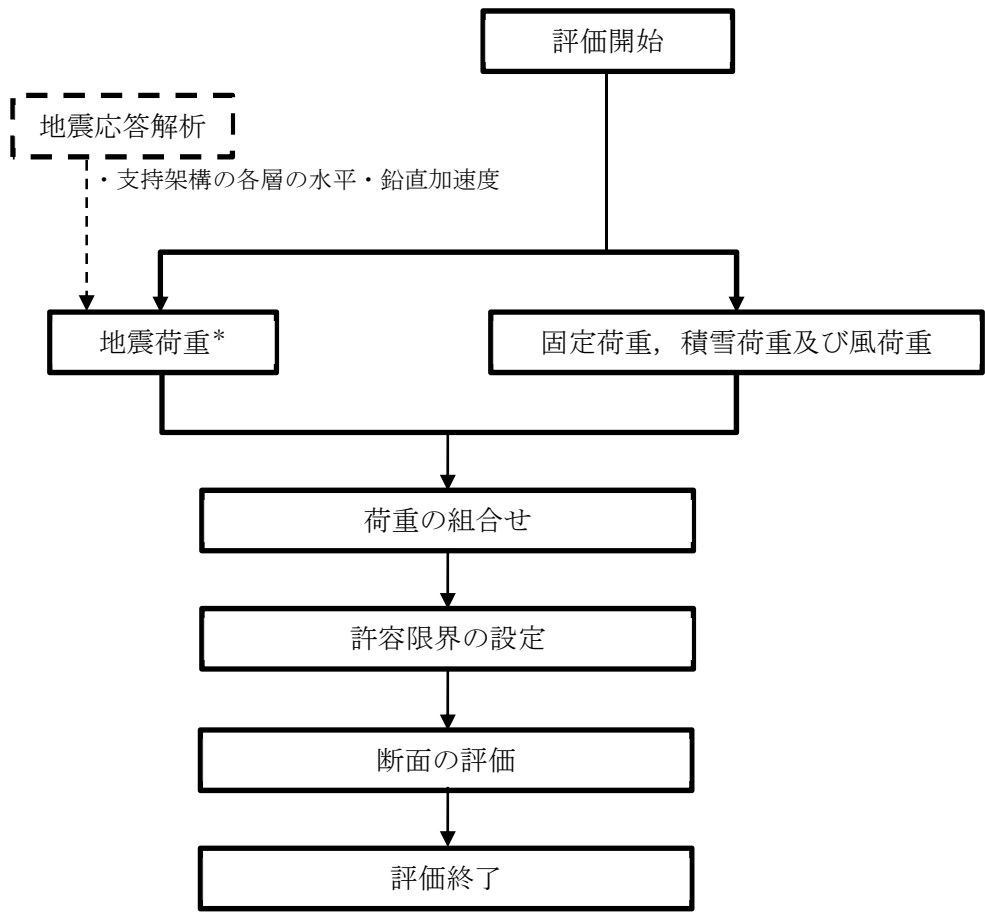 評価開始
地震応答解析
・支持架構の各層の水平・鉛直加速度
地震荷重*
固定荷重，積雪荷重及び風荷重
荷重の組合せ
許容限界の設定
断面の評価
評価終了